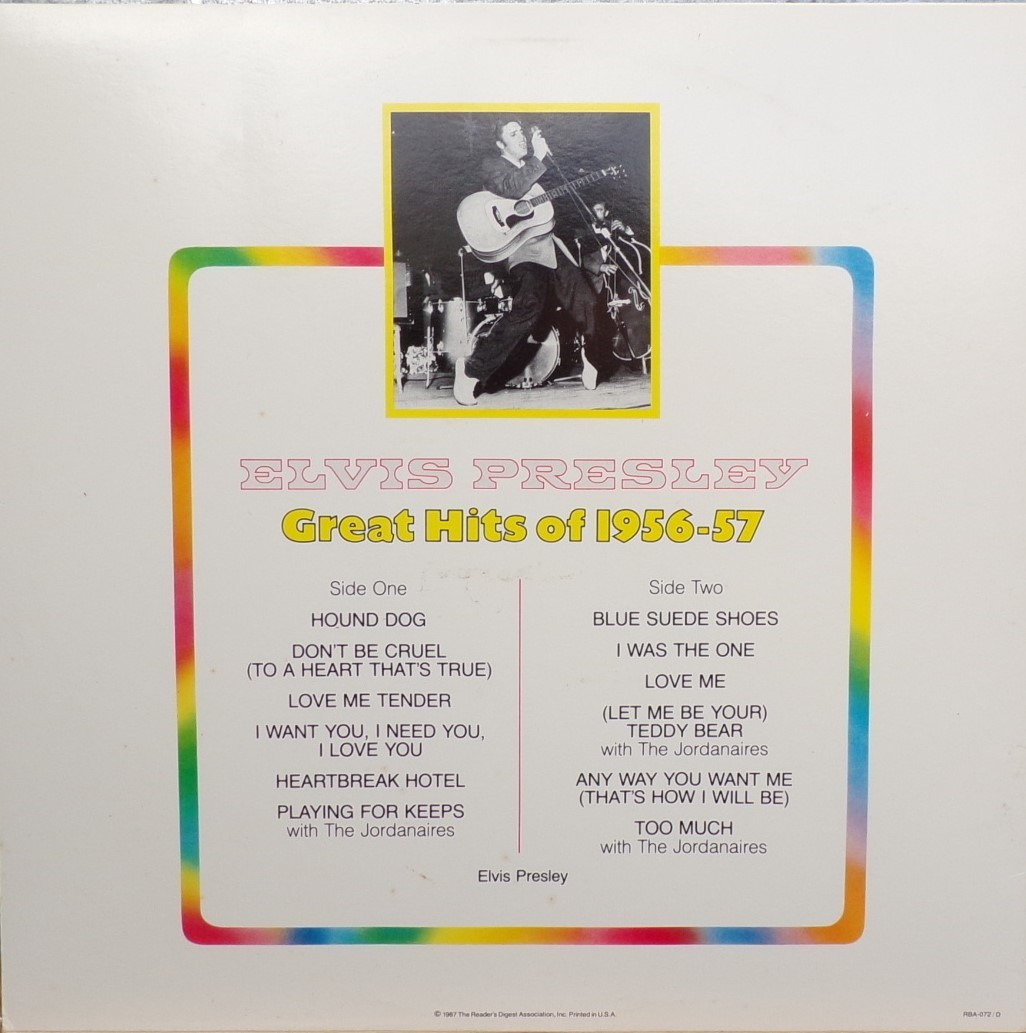 ELVIS PRESLEY
Great Hits of 1956-57
Side One
HOUND DOG
DON'T BE CRUEL
(TO A HEART THAT'S TRUE)
LOVE ME TENDER
I WANT YOU, I NEED YOU,
I LOVE YOU
HEARTBREAK HOTEL
PLAYING FOR KEEPS
with The Jordanaires
Side Two
BLUE SUEDE SHOES
I WAS THE ONE
LOVE ME
(LET ME BE YOUR)
TEDDY BEAR
with The Jordanaires
ANY WAY YOU WANT ME
(THAT'S HOW I WILL BE)
TOO MUCH
with The Jordanaires
Elvis Presley
© 1987 The Reader's Digest Association, Inc. Printed in U.S.A.
RBA-072 / D